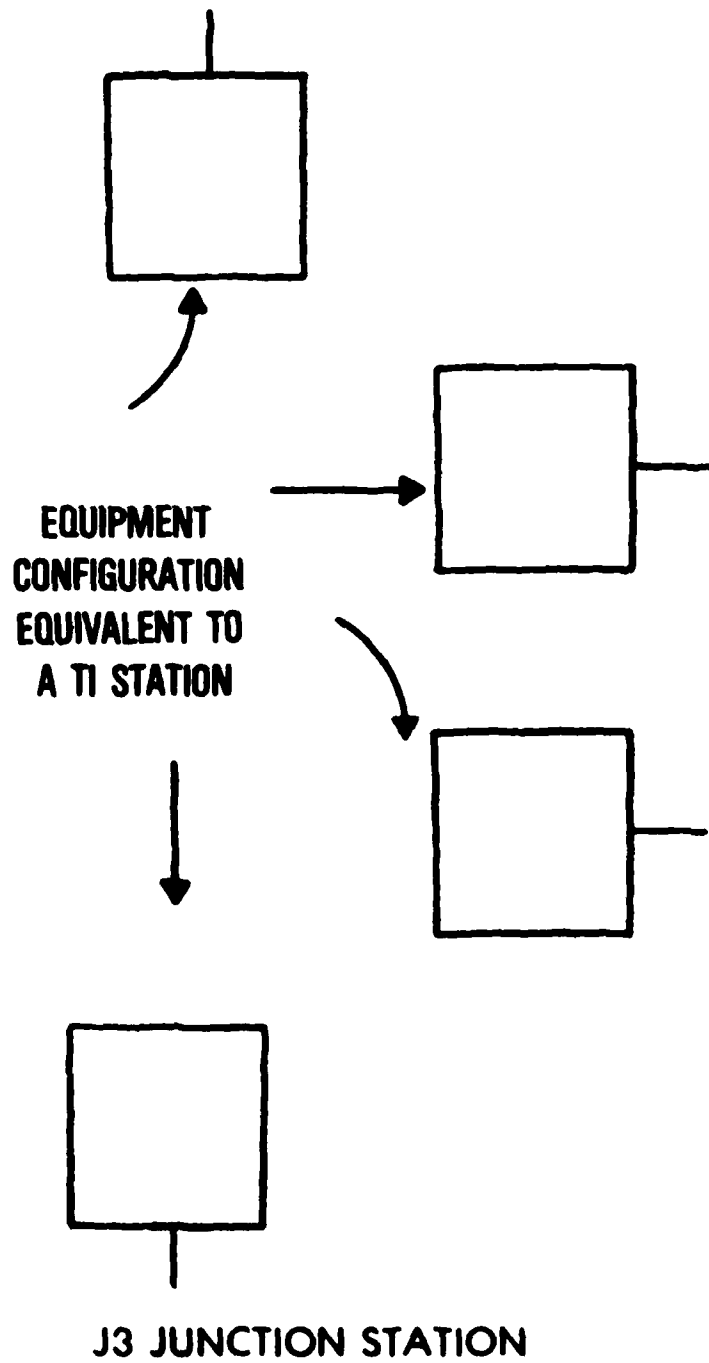 EQUIPMENT
CONFIGURATION
EQUIVALENT TO
A T1 STATION
J3 JUNCTION STATION